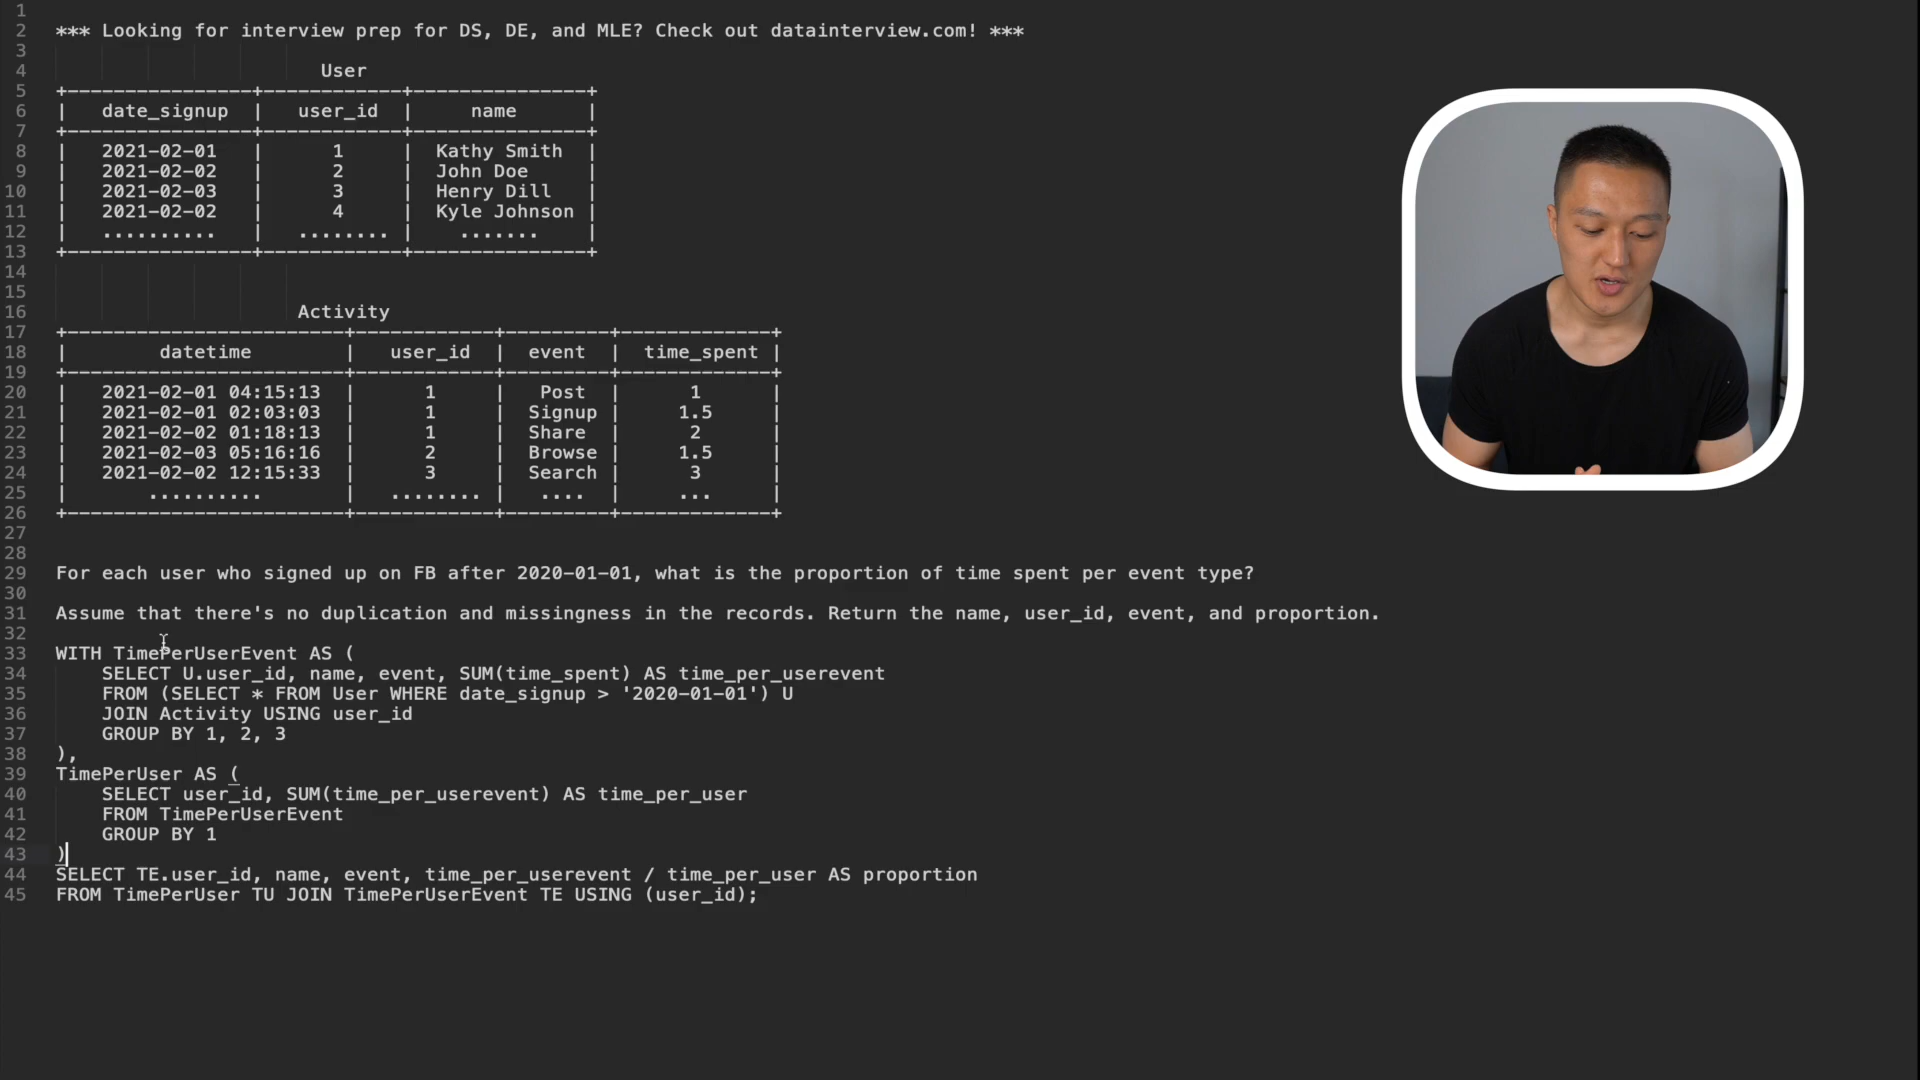 1
2 *** Looking for interview prep for DS, DE, and MLE? Check out datainterview.com! ***
3
4 User
5 +----------------+------------+---------------+
6 | date_signup | user_id | name |
7 +----------------+------------+---------------+
8 | 2021-02-01 | 1 | Kathy Smith |
9 | 2021-02-02 | 2 | John Doe |
10 | 2021-02-03 | 3 | Henry Dill |
11 | 2021-02-02 | 4 | Kyle Johnson |
12 | .......... | ........ | ....... |
13 +----------------+------------+---------------+
14
15
16 Activity
17 +------------------------+------------+---------+-------------+
18 | datetime | user_id | event | time_spent |
19 +------------------------+------------+---------+-------------+
20 | 2021-02-01 04:15:13 | 1 | Post | 1 |
21 | 2021-02-01 02:03:03 | 1 | Signup | 1.5 |
22 | 2021-02-02 01:18:13 | 1 | Share | 2 |
23 | 2021-02-03 05:16:16 | 2 | Browse | 1.5 |
24 | 2021-02-02 12:15:33 | 3 | Search | 3 |
25 | .......... | ........ | .... | ... |
26 +------------------------+------------+---------+-------------+
27
28
29 For each user who signed up on FB after 2020-01-01, what is the proportion of time spent per event type?
30
31 Assume that there's no duplication and missingness in the records. Return the name, user_id, event, and proportion.
32
33 WITH TimePerUserEvent AS (
34 SELECT U.user_id, name, event, SUM(time_spent) AS time_per_userevent
35 FROM (SELECT * FROM User WHERE date_signup > '2020-01-01') U
36 JOIN Activity USING user_id
37 GROUP BY 1, 2, 3
38 ),
39 TimePerUser AS (
40 SELECT user_id, SUM(time_per_userevent) AS time_per_user
41 FROM TimePerUserEvent
42 GROUP BY 1
43 )
44 SELECT TE.user_id, name, event, time_per_userevent / time_per_user AS proportion
45 FROM TimePerUser TU JOIN TimePerUserEvent TE USING (user_id);